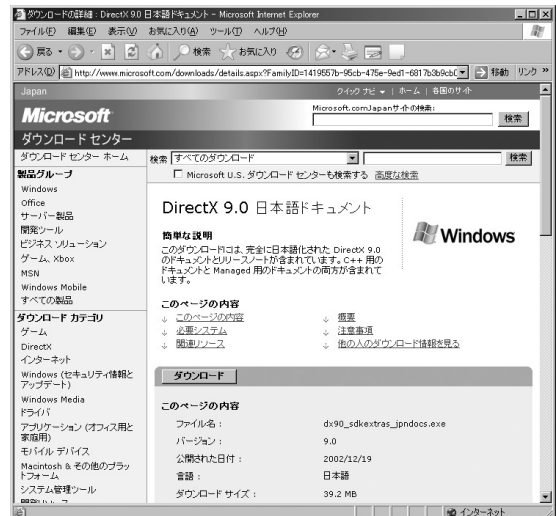 ダウンロードの詳細 : DirectX 9.0 日本語ドキュメント - Microsoft Internet Explorer
ファイル(F) 編集(E) 表示(V) お気に入り(A) ツール(T) ヘルプ(H)
戻る 検索 お気に入り
アドレス(D) http://www.microsoft.com/downloads/details.aspx?FamilyID=1419557b-95cb-475e-9ed1-6817b3b9cb0 移動 リンク »
Japan クイック ナビ | ホーム | 各国のサイト
Microsoft
Microsoft.comJapanサイトの検索:
検索
ダウンロード センター
ダウンロード センター ホーム
検索 すべてのダウンロード 検索
Microsoft U.S. ダウンロード センターも検索する 高度な検索
製品グループ
Windows
Office
サーバー製品
開発ツール
ビジネス ソリューション
ゲーム、Xbox
MSN
Windows Mobile
すべての製品
ダウンロード カテゴリ
ゲーム
DirectX
インターネット
Windows (セキュリティ情報と
アップデート)
Windows Media
ドライバ
アプリケーション (オフィス用と
家庭用)
モバイル デバイス
Macintosh & その他のプラッ
トフォーム
システム管理ツール
DirectX 9.0 日本語ドキュメント
Windows
簡単な説明
このダウンロードには、完全に日本語化された DirectX 9.0
のドキュメントとリリースノートが含まれています。C++ 用の
ドキュメントと Managed 用のドキュメントの両方が含まれて
います。
このページの内容
このページの内容 概要
必要システム 注意事項
関連リソース 他の人のダウンロード情報を見る
ダウンロード
このページの内容
ファイル名 : dx90_sdkextras_jpndocs.exe
バージョン : 9.0
公開された日付 : 2002/12/19
言語 : 日本語
ダウンロード サイズ : 39.2 MB
インターネット